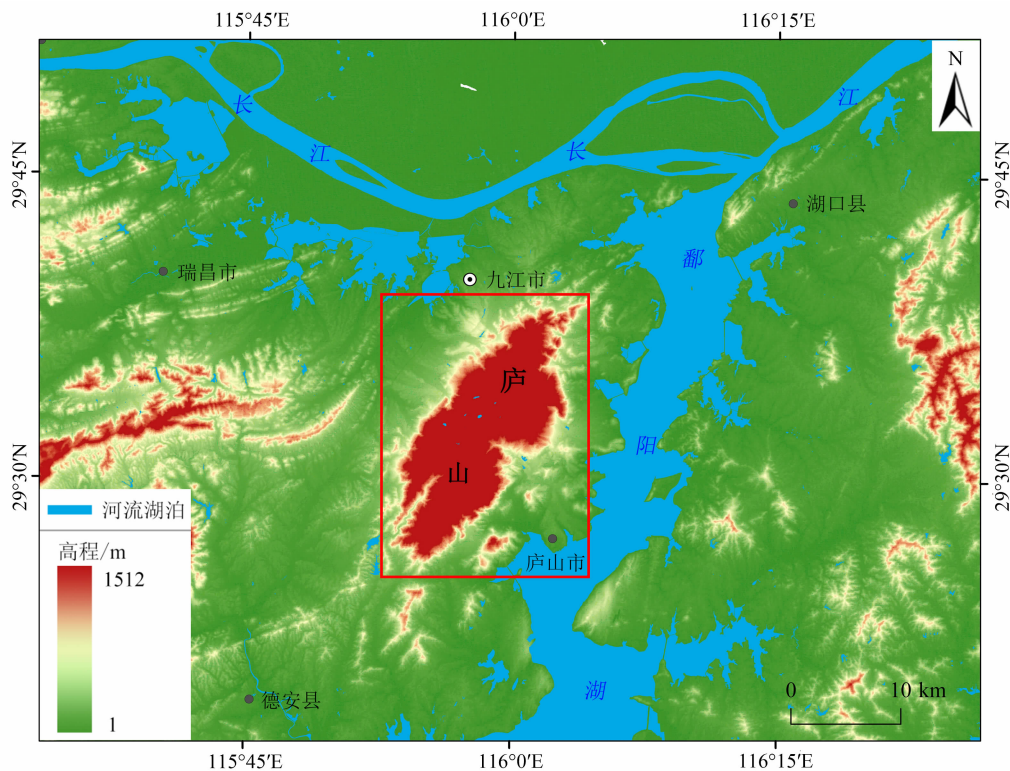 115°45′E 116°0′E 116°15′E
N
长
江
长
江
29°45′N
29°45′N
湖口县
鄱
瑞昌市
九江市
庐
阳
山
29°30′N
29°30′N
河流湖泊
高程/m
1512
1
庐山市
湖
德安县
0 10 km
115°45′E 116°0′E 116°15′E